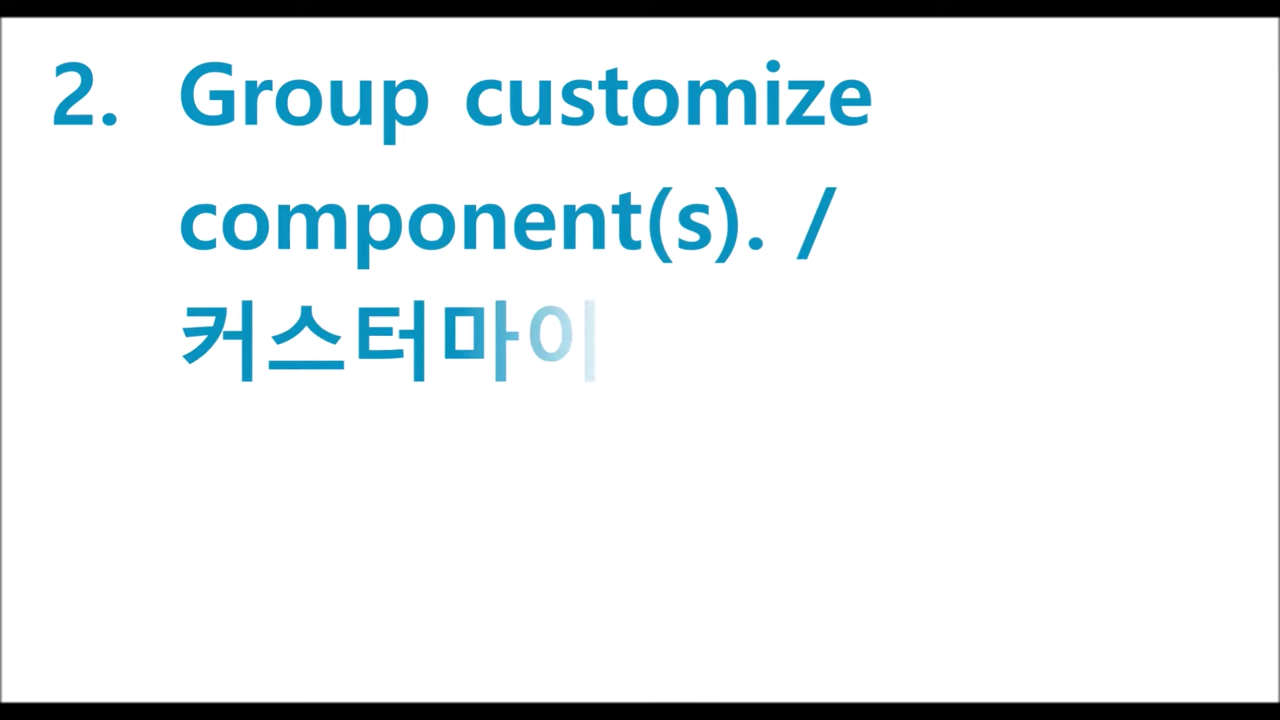 2. Group customize
component(s). /
커스터마이